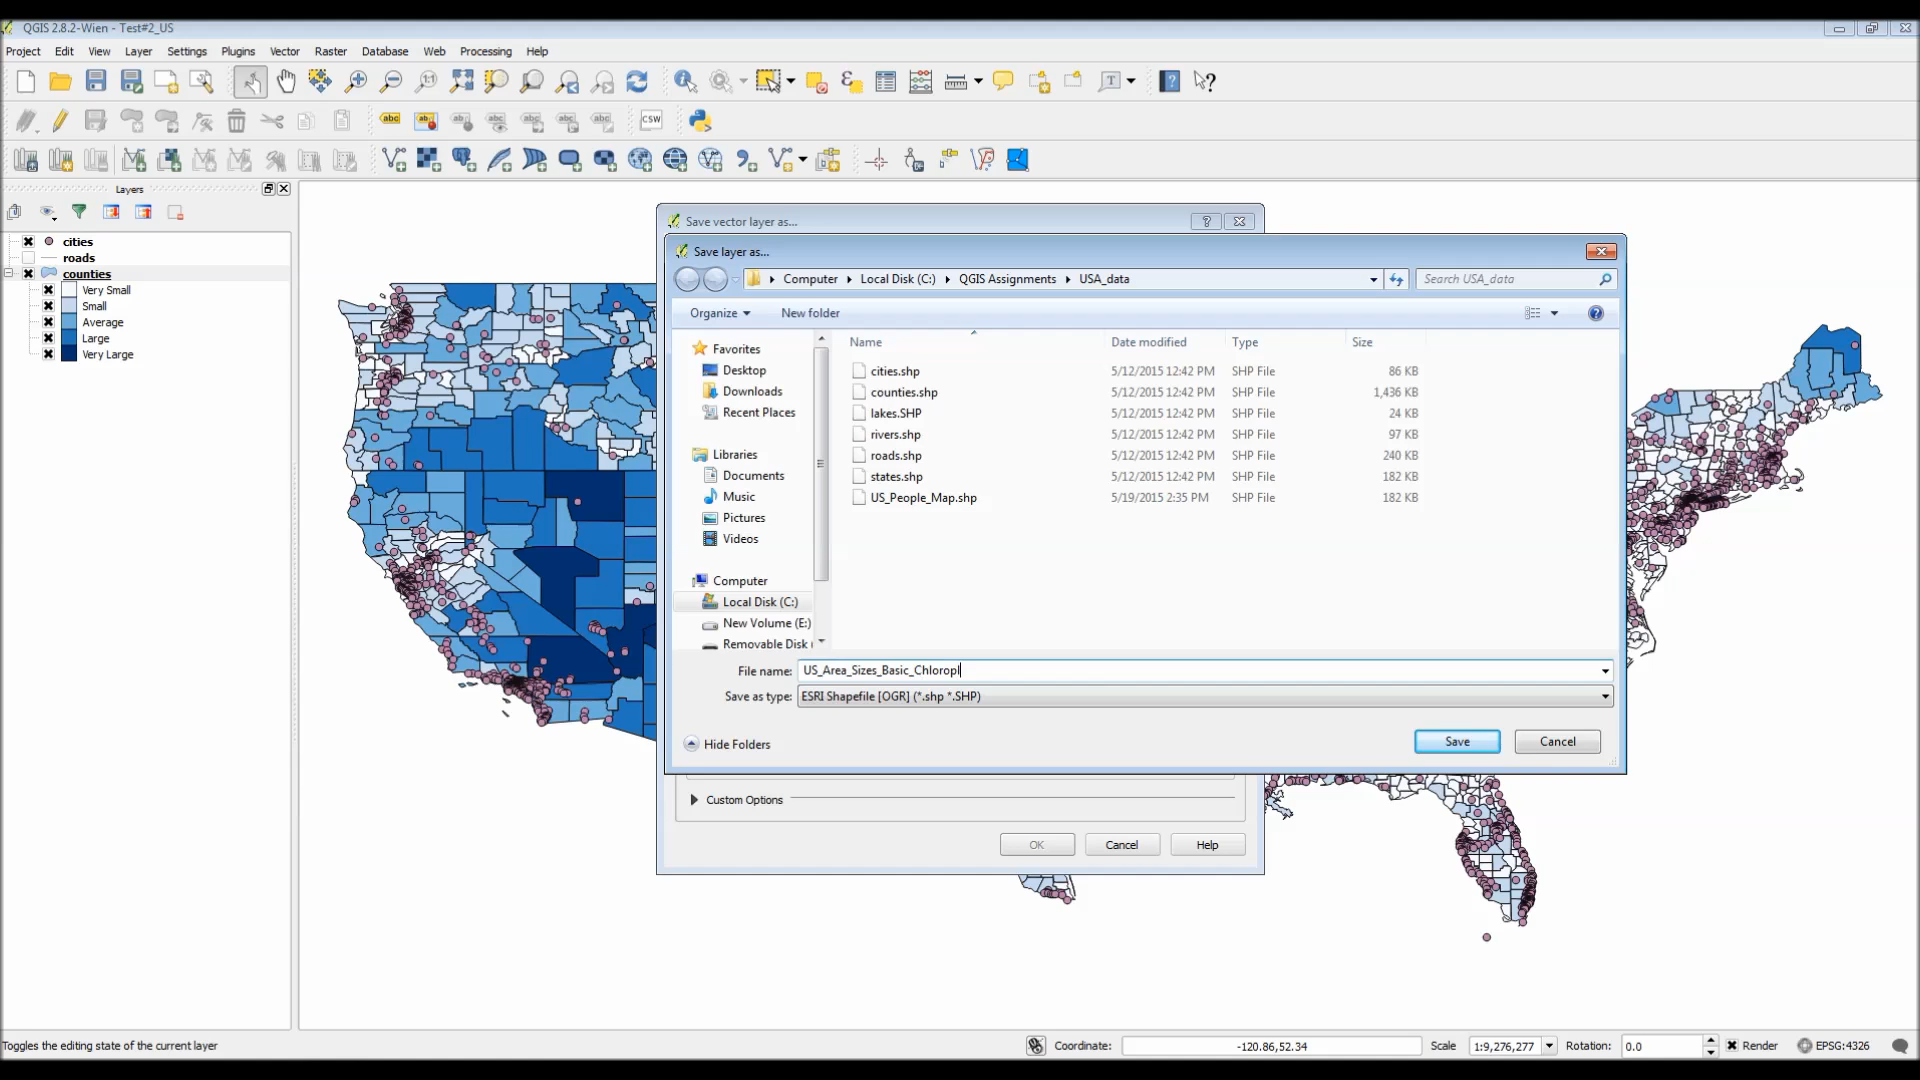 QGIS 2.8.2-Wien - Test#2_US
Project Edit View Layer Settings Plugins Vector Raster Database Web Processing Help
abc
CSW
Layers
cities
roads
counties
Very Small
Small
Average
Large
Very Large
Save vector layer as...
Save layer as...
Computer Local Disk (C:) QGIS Assignments USA_data
Search USA_data
Organize New folder
Favorites
Desktop
Downloads
Recent Places
Libraries
Documents
Music
Pictures
Videos
Computer
Local Disk (C:)
New Volume (E:)
Removable Disk (
Name Date modified Type Size
cities.shp 5/12/2015 12:42 PM SHP File 86 KB
counties.shp 5/12/2015 12:42 PM SHP File 1,436 KB
lakes.SHP 5/12/2015 12:42 PM SHP File 24 KB
rivers.shp 5/12/2015 12:42 PM SHP File 97 KB
roads.shp 5/12/2015 12:42 PM SHP File 240 KB
states.shp 5/12/2015 12:42 PM SHP File 182 KB
US_People_Map.shp 5/19/2015 2:35 PM SHP File 182 KB
File name: US_Area_Sizes_Basic_Chloropl
Save as type: ESRI Shapefile [OGR] (*.shp *.SHP)
Hide Folders
Save Cancel
Custom Options
OK Cancel Help
Toggles the editing state of the current layer
Coordinate: -120.86,52.34 Scale 1:9,276,277 Rotation: 0.0 Render EPSG:4326